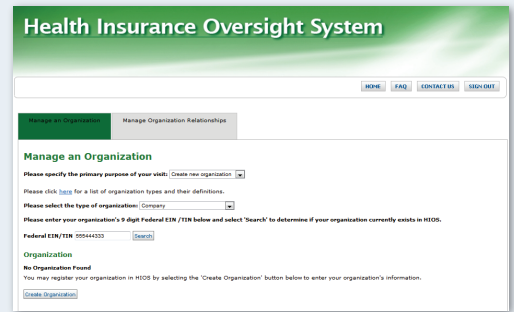 Health Insurance Oversight System
HOME FAQ CONTACT US SIGN OUT
Manage an Organization Manage Organization Relationships
Manage an Organization
Please specify the primary purpose of your visit: Create new organization
Please click here for a list of organization types and their definitions.
Please select the type of organization: Company
Please enter your organization's 9 digit Federal EIN /TIN below and select 'Search' to determine if your organization currently exists in HIOS.
Federal EIN/TIN 555444333 Search
Organization
No Organization Found
You may register your organization in HIOS by selecting the 'Create Organization' button below to enter your organization's information.
Create Organization